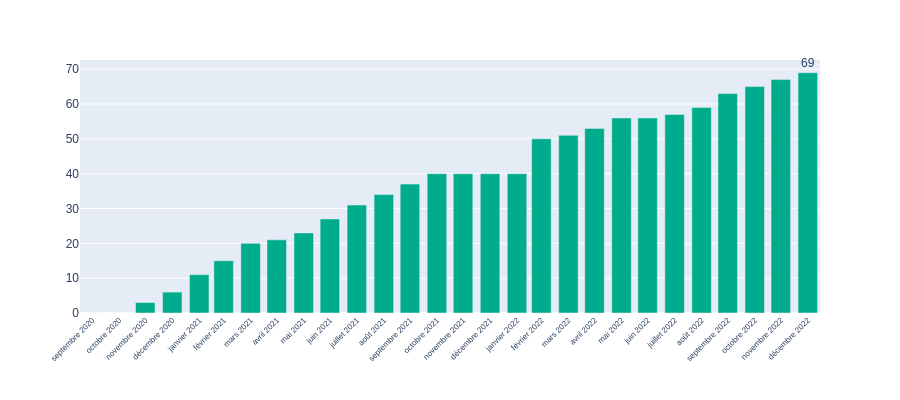 69
70
60
50
40
30
20
10
0
septembre 2020
octobre 2020
novembre 2020
décembre 2020
janvier 2021
février 2021
mars 2021
avril 2021
mai 2021
juin 2021
juillet 2021
août 2021
septembre 2021
octobre 2021
novembre 2021
décembre 2021
janvier 2022
février 2022
mars 2022
avril 2022
mai 2022
juin 2022
juillet 2022
août 2022
septembre 2022
octobre 2022
novembre 2022
décembre 2022